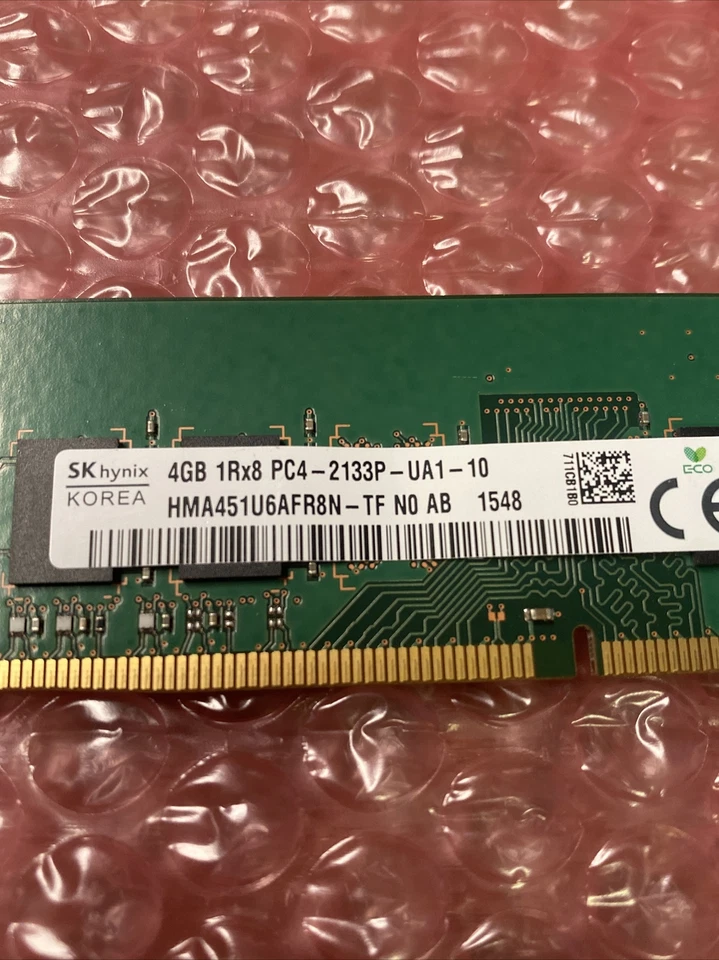 SK hynix
KOREA
4GB 1Rx8 PC4-2133P-UA1-10
HMA451U6AFR8N-TF N0 AB 1548
711CB1B0
ECO
CE